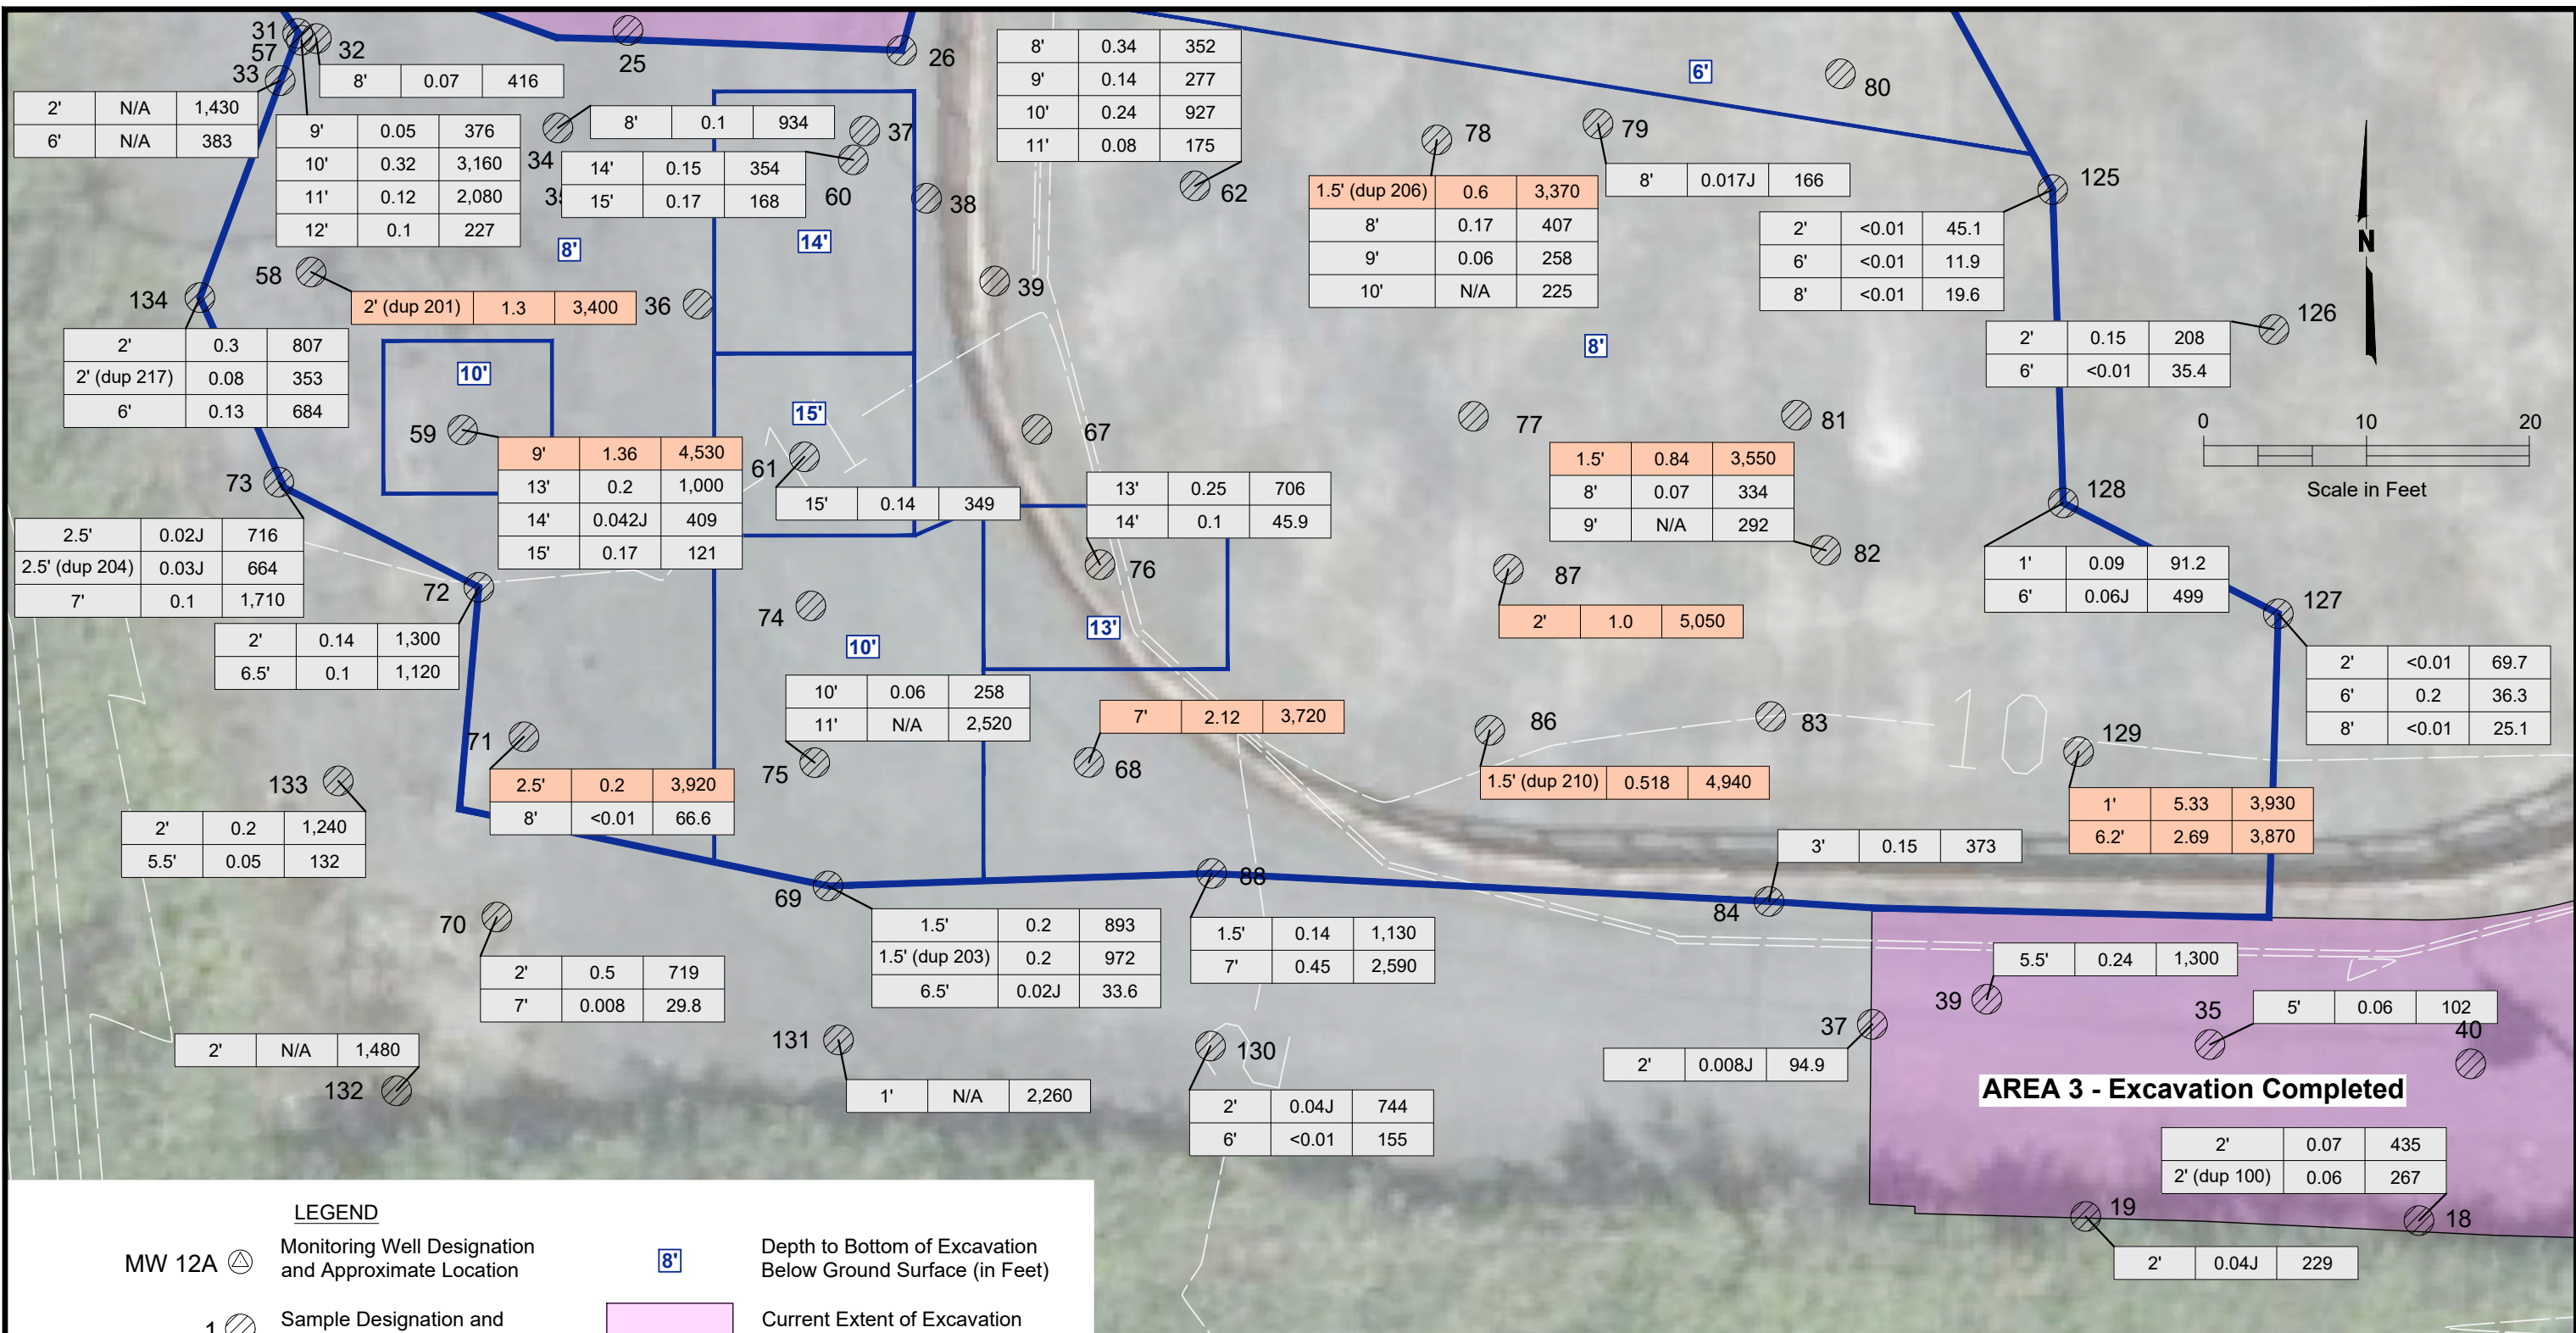 31
57
33
32
8' 0.07 416
2' N/A 1,430
6' N/A 383
9' 0.05 376
10' 0.32 3,160
11' 0.12 2,080
12' 0.1 227
25
26
34
8' 0.1 934
37
14' 0.15 354
15' 0.17 168
60
38
8'
14'
8' 0.34 352
9' 0.14 277
10' 0.24 927
11' 0.08 175
62
6'
80
78
79
1.5' (dup 206) 0.6 3,370
8' 0.17 407
9' 0.06 258
10' N/A 225
8' 0.017J 166
125
2' <0.01 45.1
6' <0.01 11.9
8' <0.01 19.6
N
58
134
2' (dup 201) 1.3 3,400
36
39
8'
126
2' 0.15 208
6' <0.01 35.4
2' 0.3 807
2' (dup 217) 0.08 353
6' 0.13 684
10'
15'
59
67
77
81
0 10 20
Scale in Feet
9' 1.36 4,530
13' 0.2 1,000
14' 0.042J 409
15' 0.17 121
61
15' 0.14 349
13' 0.25 706
14' 0.1 45.9
76
1.5' 0.84 3,550
8' 0.07 334
9' N/A 292
82
73
2.5' 0.02J 716
2.5' (dup 204) 0.03J 664
7' 0.1 1,710
128
1' 0.09 91.2
6' 0.06J 499
72
2' 0.14 1,300
6.5' 0.1 1,120
74
10'
13'
87
2' 1.0 5,050
127
2' <0.01 69.7
6' 0.2 36.3
8' <0.01 25.1
10' 0.06 258
11' N/A 2,520
75
7' 2.12 3,720
68
86
1.5' (dup 210) 0.518 4,940
83
10
129
1' 5.33 3,930
6.2' 2.69 3,870
71
2.5' 0.2 3,920
8' <0.01 66.6
133
2' 0.2 1,240
5.5' 0.05 132
3' 0.15 373
84
69
88
70
2' 0.5 719
7' 0.008 29.8
1.5' 0.2 893
1.5' (dup 203) 0.2 972
6.5' 0.02J 33.6
1.5' 0.14 1,130
7' 0.45 2,590
5.5' 0.24 1,300
39
35
5' 0.06 102
40
37
2' 0.008J 94.9
2' N/A 1,480
132
131
1' N/A 2,260
130
2' 0.04J 744
6' <0.01 155
AREA 3 - Excavation Completed
2' 0.07 435
2' (dup 100) 0.06 267
19
18
2' 0.04J 229
LEGEND
MW 12A Monitoring Well Designation
and Approximate Location
8' Depth to Bottom of Excavation
Below Ground Surface (in Feet)
1 Sample Designation and
Current Extent of Excavation